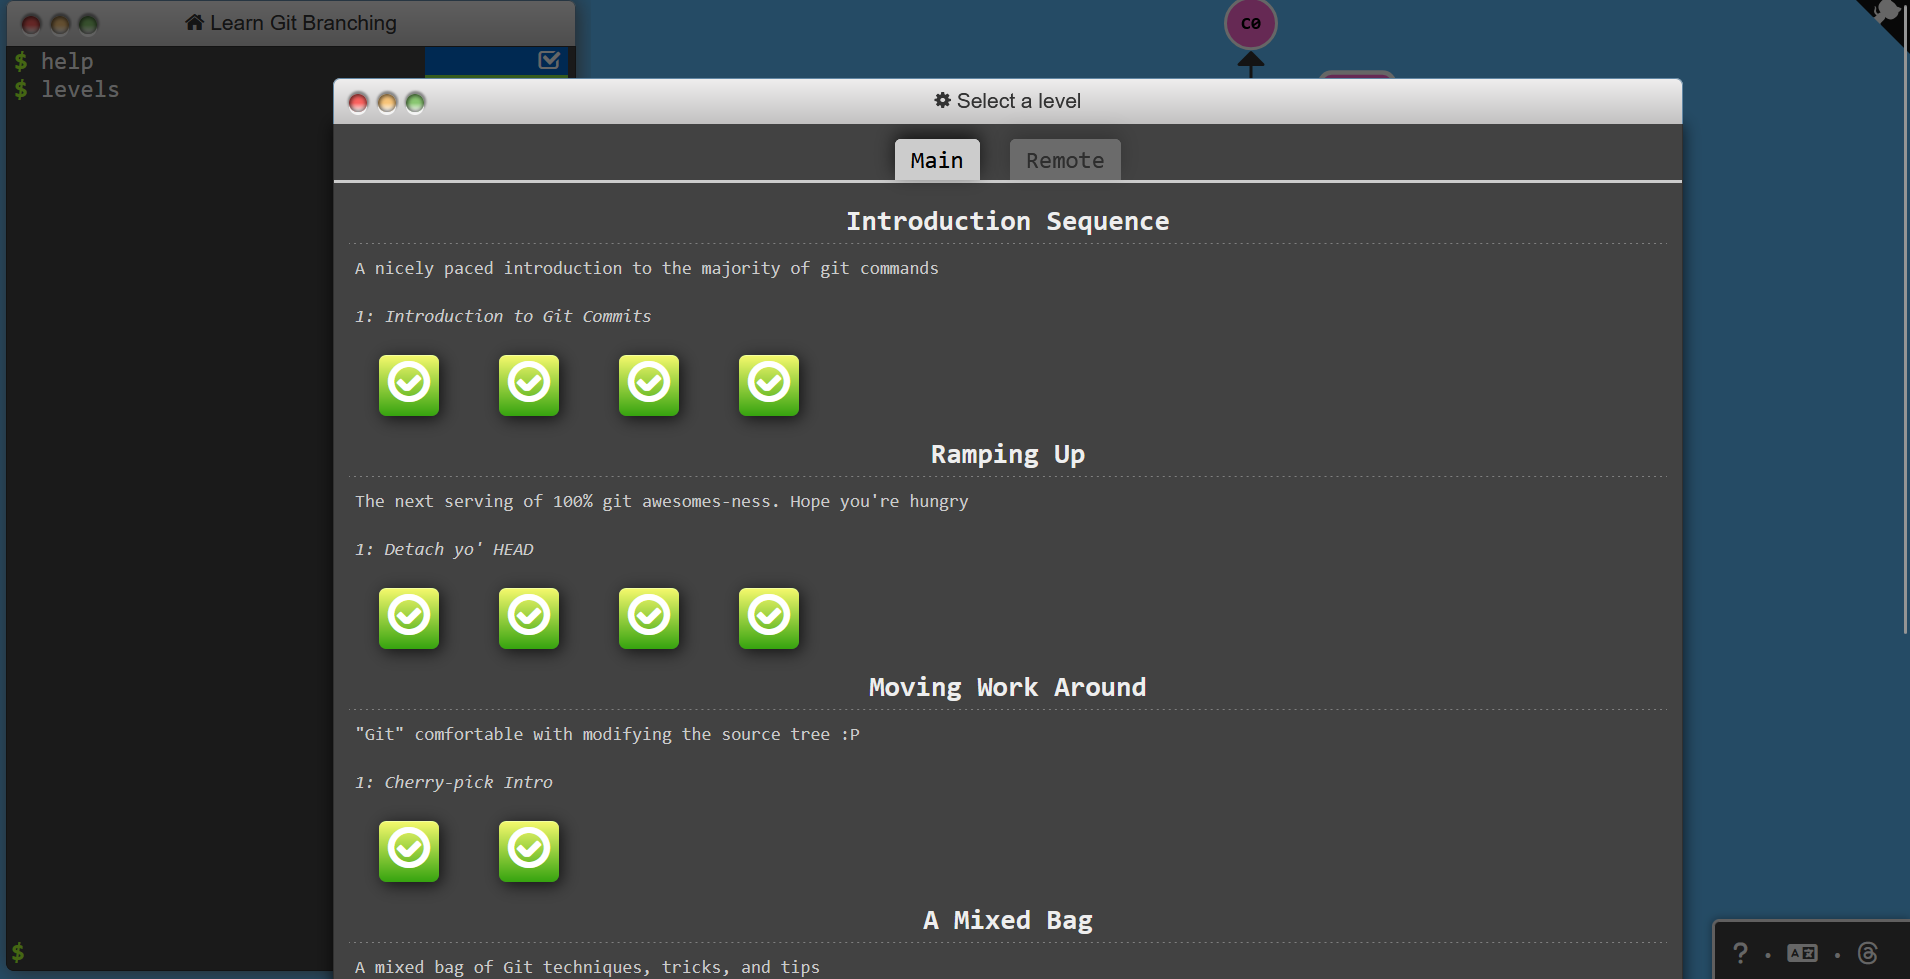 Learn Git Branching
$ help
$ levels
C0
Select a level
Main
Remote
Introduction Sequence
A nicely paced introduction to the majority of git commands
1: Introduction to Git Commits
Ramping Up
The next serving of 100% git awesomes-ness. Hope you're hungry
1: Detach yo' HEAD
Moving Work Around
"Git" comfortable with modifying the source tree :P
1: Cherry-pick Intro
A Mixed Bag
A mixed bag of Git techniques, tricks, and tips
$
?